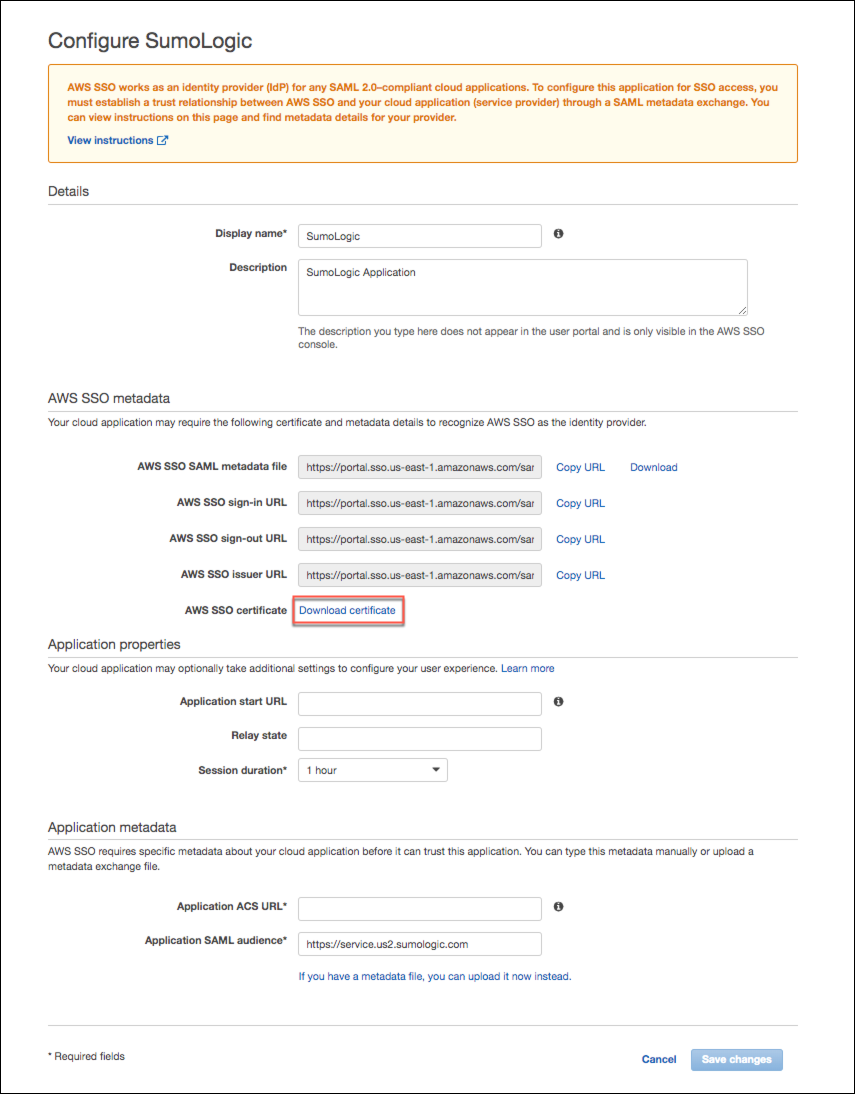 Configure SumoLogic
AWS SSO works as an identity provider (IdP) for any SAML 2.0–compliant cloud applications. To configure this application for SSO access, you
must establish a trust relationship between AWS SSO and your cloud application (service provider) through a SAML metadata exchange. You
can view instructions on this page and find metadata details for your provider.
View instructions
Details
Display name* SumoLogic
Description SumoLogic Application
The description you type here does not appear in the user portal and is only visible in the AWS SSO
console.
AWS SSO metadata
Your cloud application may require the following certificate and metadata details to recognize AWS SSO as the identity provider.
AWS SSO SAML metadata file https://portal.sso.us-east-1.amazonaws.com/sar Copy URL Download
AWS SSO sign-in URL https://portal.sso.us-east-1.amazonaws.com/sar Copy URL
AWS SSO sign-out URL https://portal.sso.us-east-1.amazonaws.com/sar Copy URL
AWS SSO issuer URL https://portal.sso.us-east-1.amazonaws.com/sar Copy URL
AWS SSO certificate Download certificate
Application properties
Your cloud application may optionally take additional settings to configure your user experience. Learn more
Application start URL
Relay state
Session duration* 1 hour
Application metadata
AWS SSO requires specific metadata about your cloud application before it can trust this application. You can type this metadata manually or upload a
metadata exchange file.
Application ACS URL*
Application SAML audience* https://service.us2.sumologic.com
If you have a metadata file, you can upload it now instead.
* Required fields Cancel Save changes